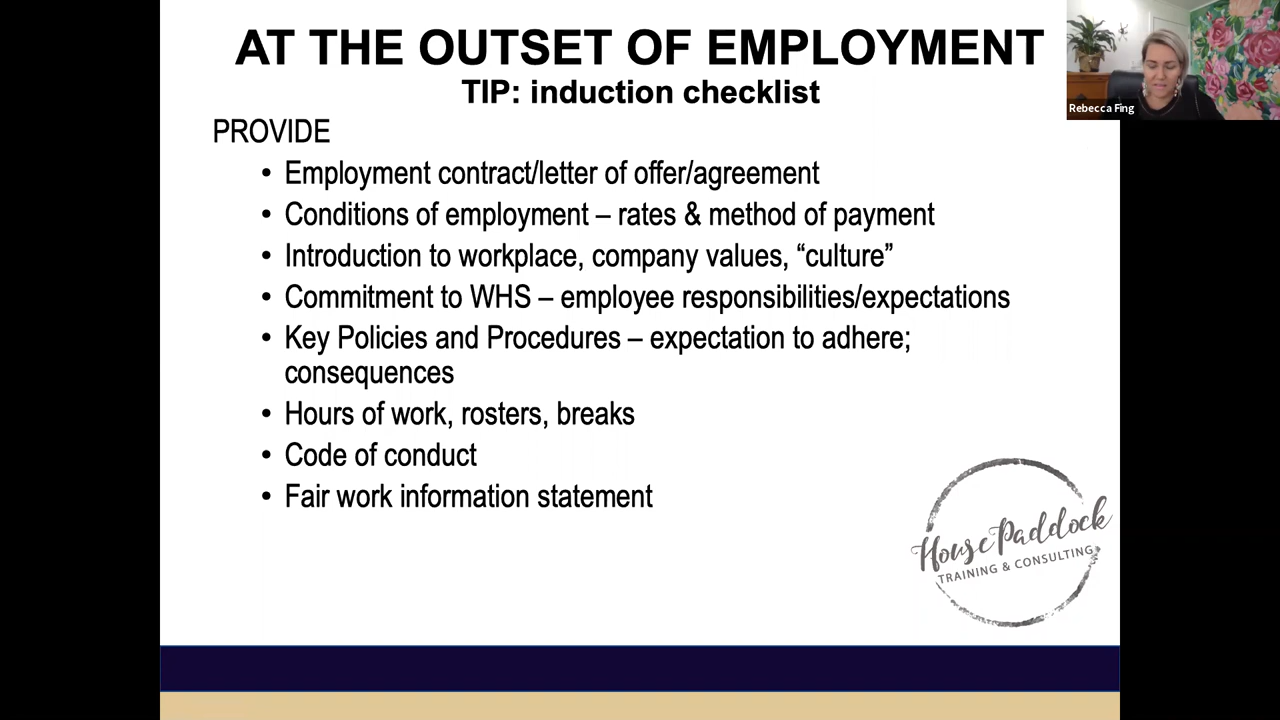 AT THE OUTSET OF EMPLOYMENT
TIP: induction checklist
Rebecca Fing
PROVIDE
• Employment contract/letter of offer/agreement
• Conditions of employment – rates & method of payment
• Introduction to workplace, company values, “culture”
• Commitment to WHS – employee responsibilities/expectations
• Key Policies and Procedures – expectation to adhere;
consequences
• Hours of work, rosters, breaks
• Code of conduct
• Fair work information statement
House Paddock
TRAINING & CONSULTING